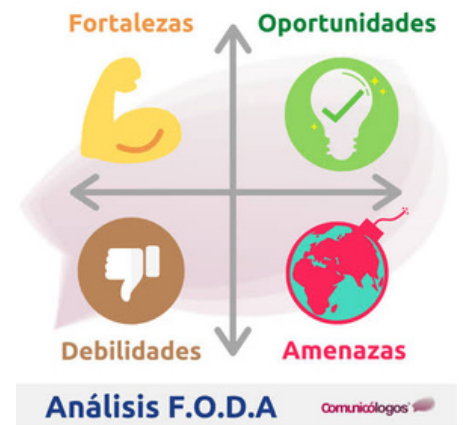 Fortalezas
Oportunidades
Debilidades
Amenazas
Análisis F.O.D.A
Comunicólogos